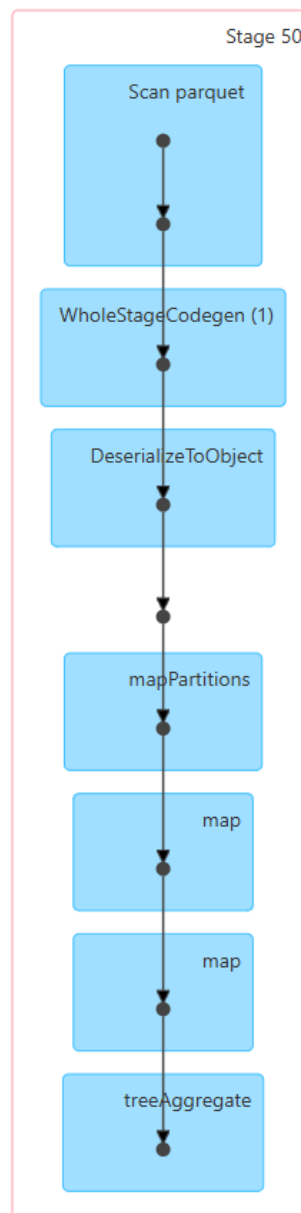 Stage 50
Scan parquet
WholeStageCodegen (1)
DeserializeToObject
mapPartitions
map
map
treeAggregate